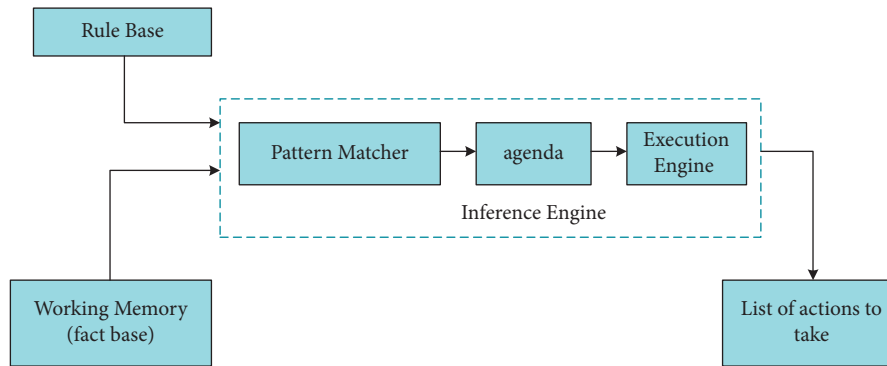 Rule Base
Pattern Matcher
agenda
Execution
Engine
Inference Engine
Working Memory
(fact base)
List of actions to
take